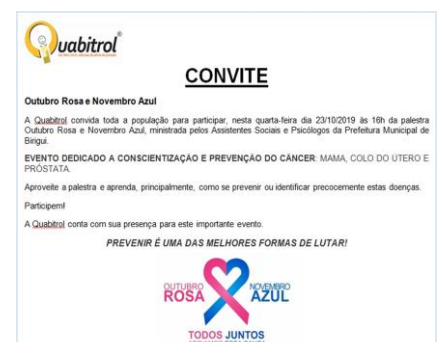 Quabitrol
CONVITE
Outubro Rosa e Novembro Azul
A Quabitrol convida toda a população para participar, nesta quarta-feira dia 23/10/2019 às 16h da palestra
Outubro Rosa e Novembro Azul, ministrada pelos Assistentes Sociais e Psicólogos da Prefeitura Municipal de
Birigui.
EVENTO DEDICADO A CONSCIENTIZAÇÃO E PREVENÇÃO DO CÂNCER: MAMA, COLO DO ÚTERO E
PRÓSTATA.
Aproveite a palestra e aprenda, principalmente, como se prevenir ou identificar precocemente estas doenças.
Participem!
A Quabitrol conta com sua presença para este importante evento.
PREVENIR É UMA DAS MELHORES FORMAS DE LUTAR!
OUTUBRO ROSA
NOVEMBRO AZUL
TODOS JUNTOS